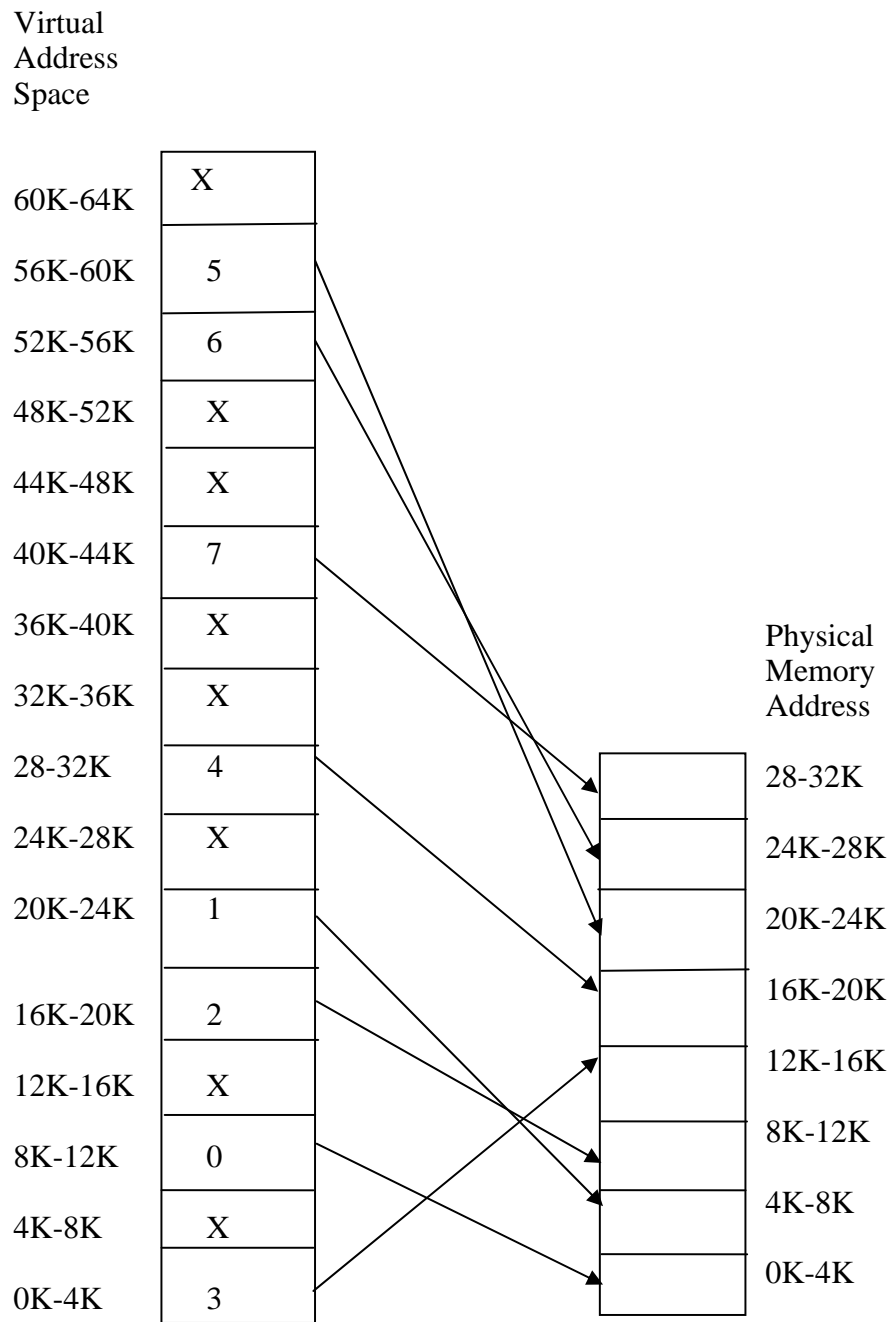 Virtual
Address
Space
60K-64K X
56K-60K 5
52K-56K 6
48K-52K X
44K-48K X
40K-44K 7
36K-40K X
32K-36K X
28-32K 4
24K-28K X
20K-24K 1
16K-20K 2
12K-16K X
8K-12K 0
4K-8K X
0K-4K 3
Physical
Memory
Address
28-32K
24K-28K
20K-24K
16K-20K
12K-16K
8K-12K
4K-8K
0K-4K